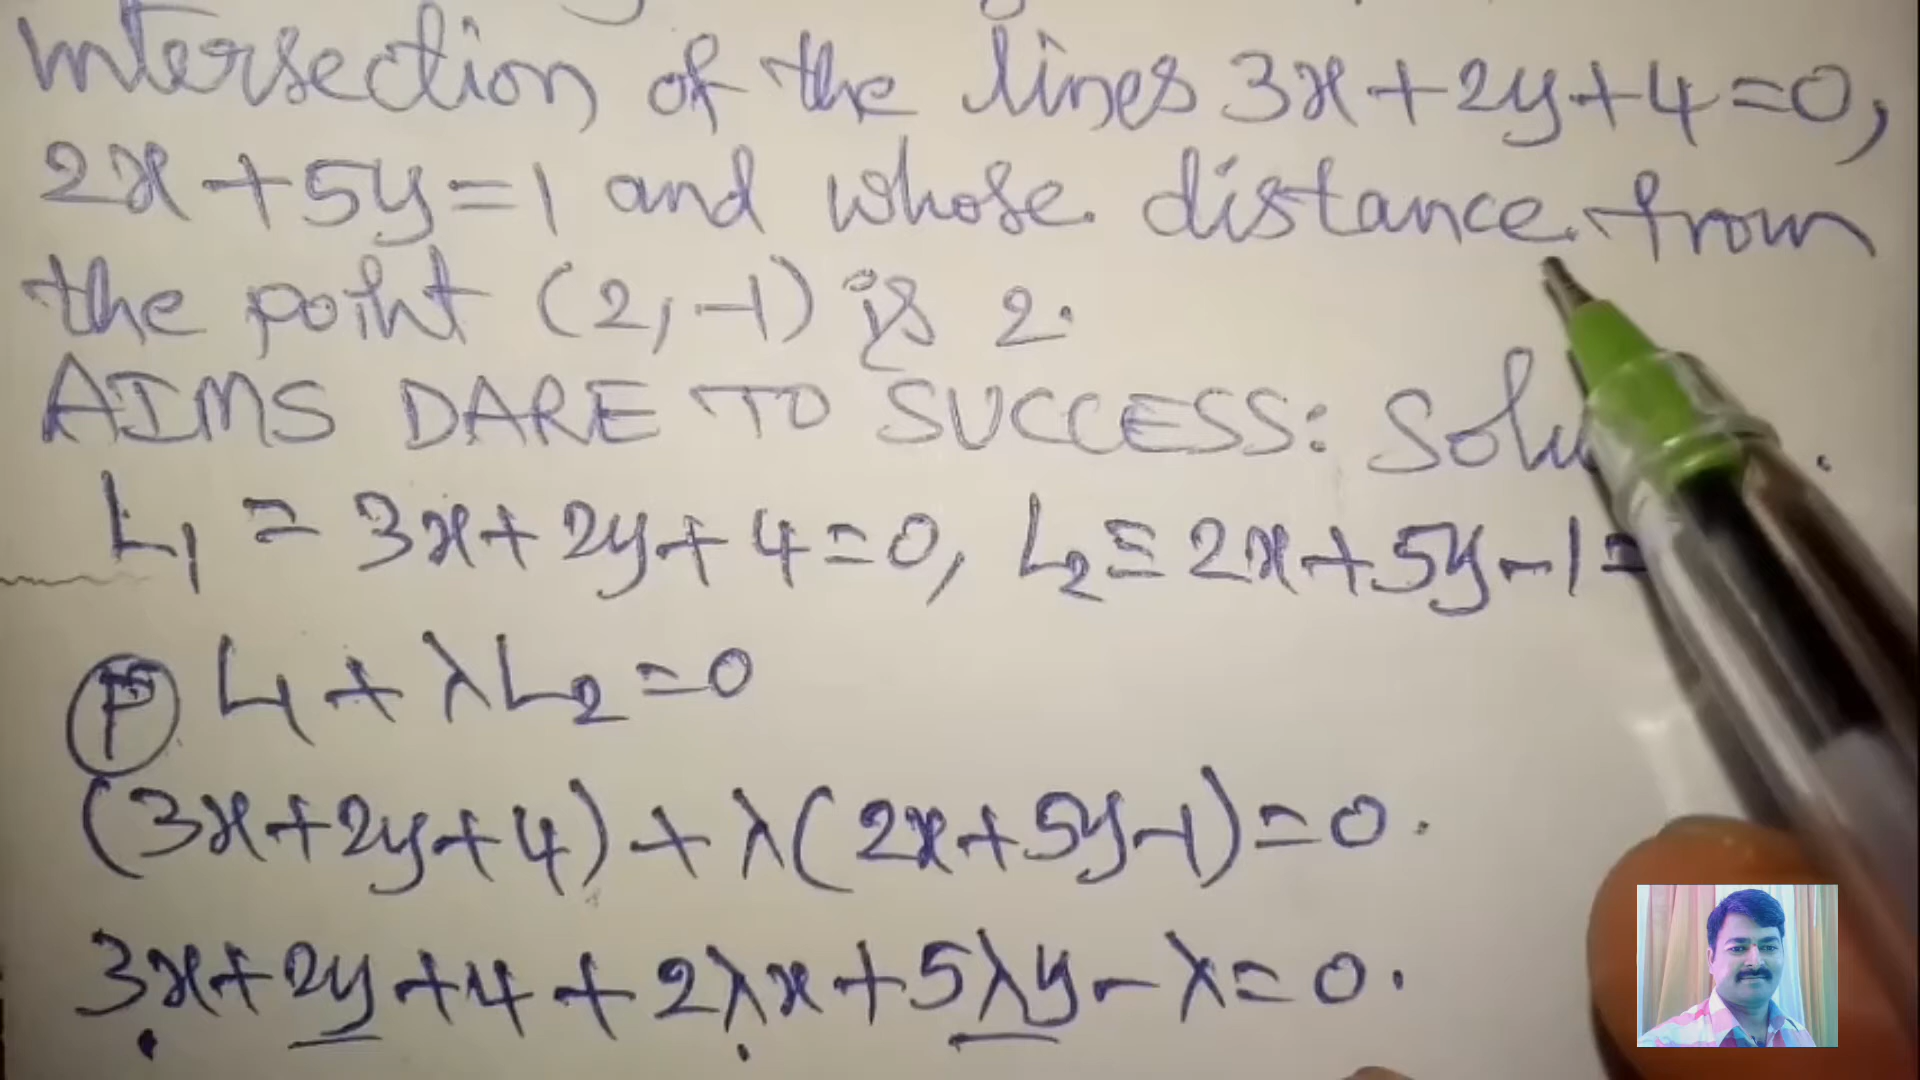 intersection of the lines 3x+2y+4=0,
2x+5y=1 and whose distance from
the point (2,-1) is 2.
AIMS DARE TO SUCCESS:
L1 = 3x+2y+4=0, L2≡2x+5y-1=
P L1+λL2=0
(3x+2y+4)+λ(2x+5y-1)=0.
3x+2y+4+2λx+5λy-λ=0.